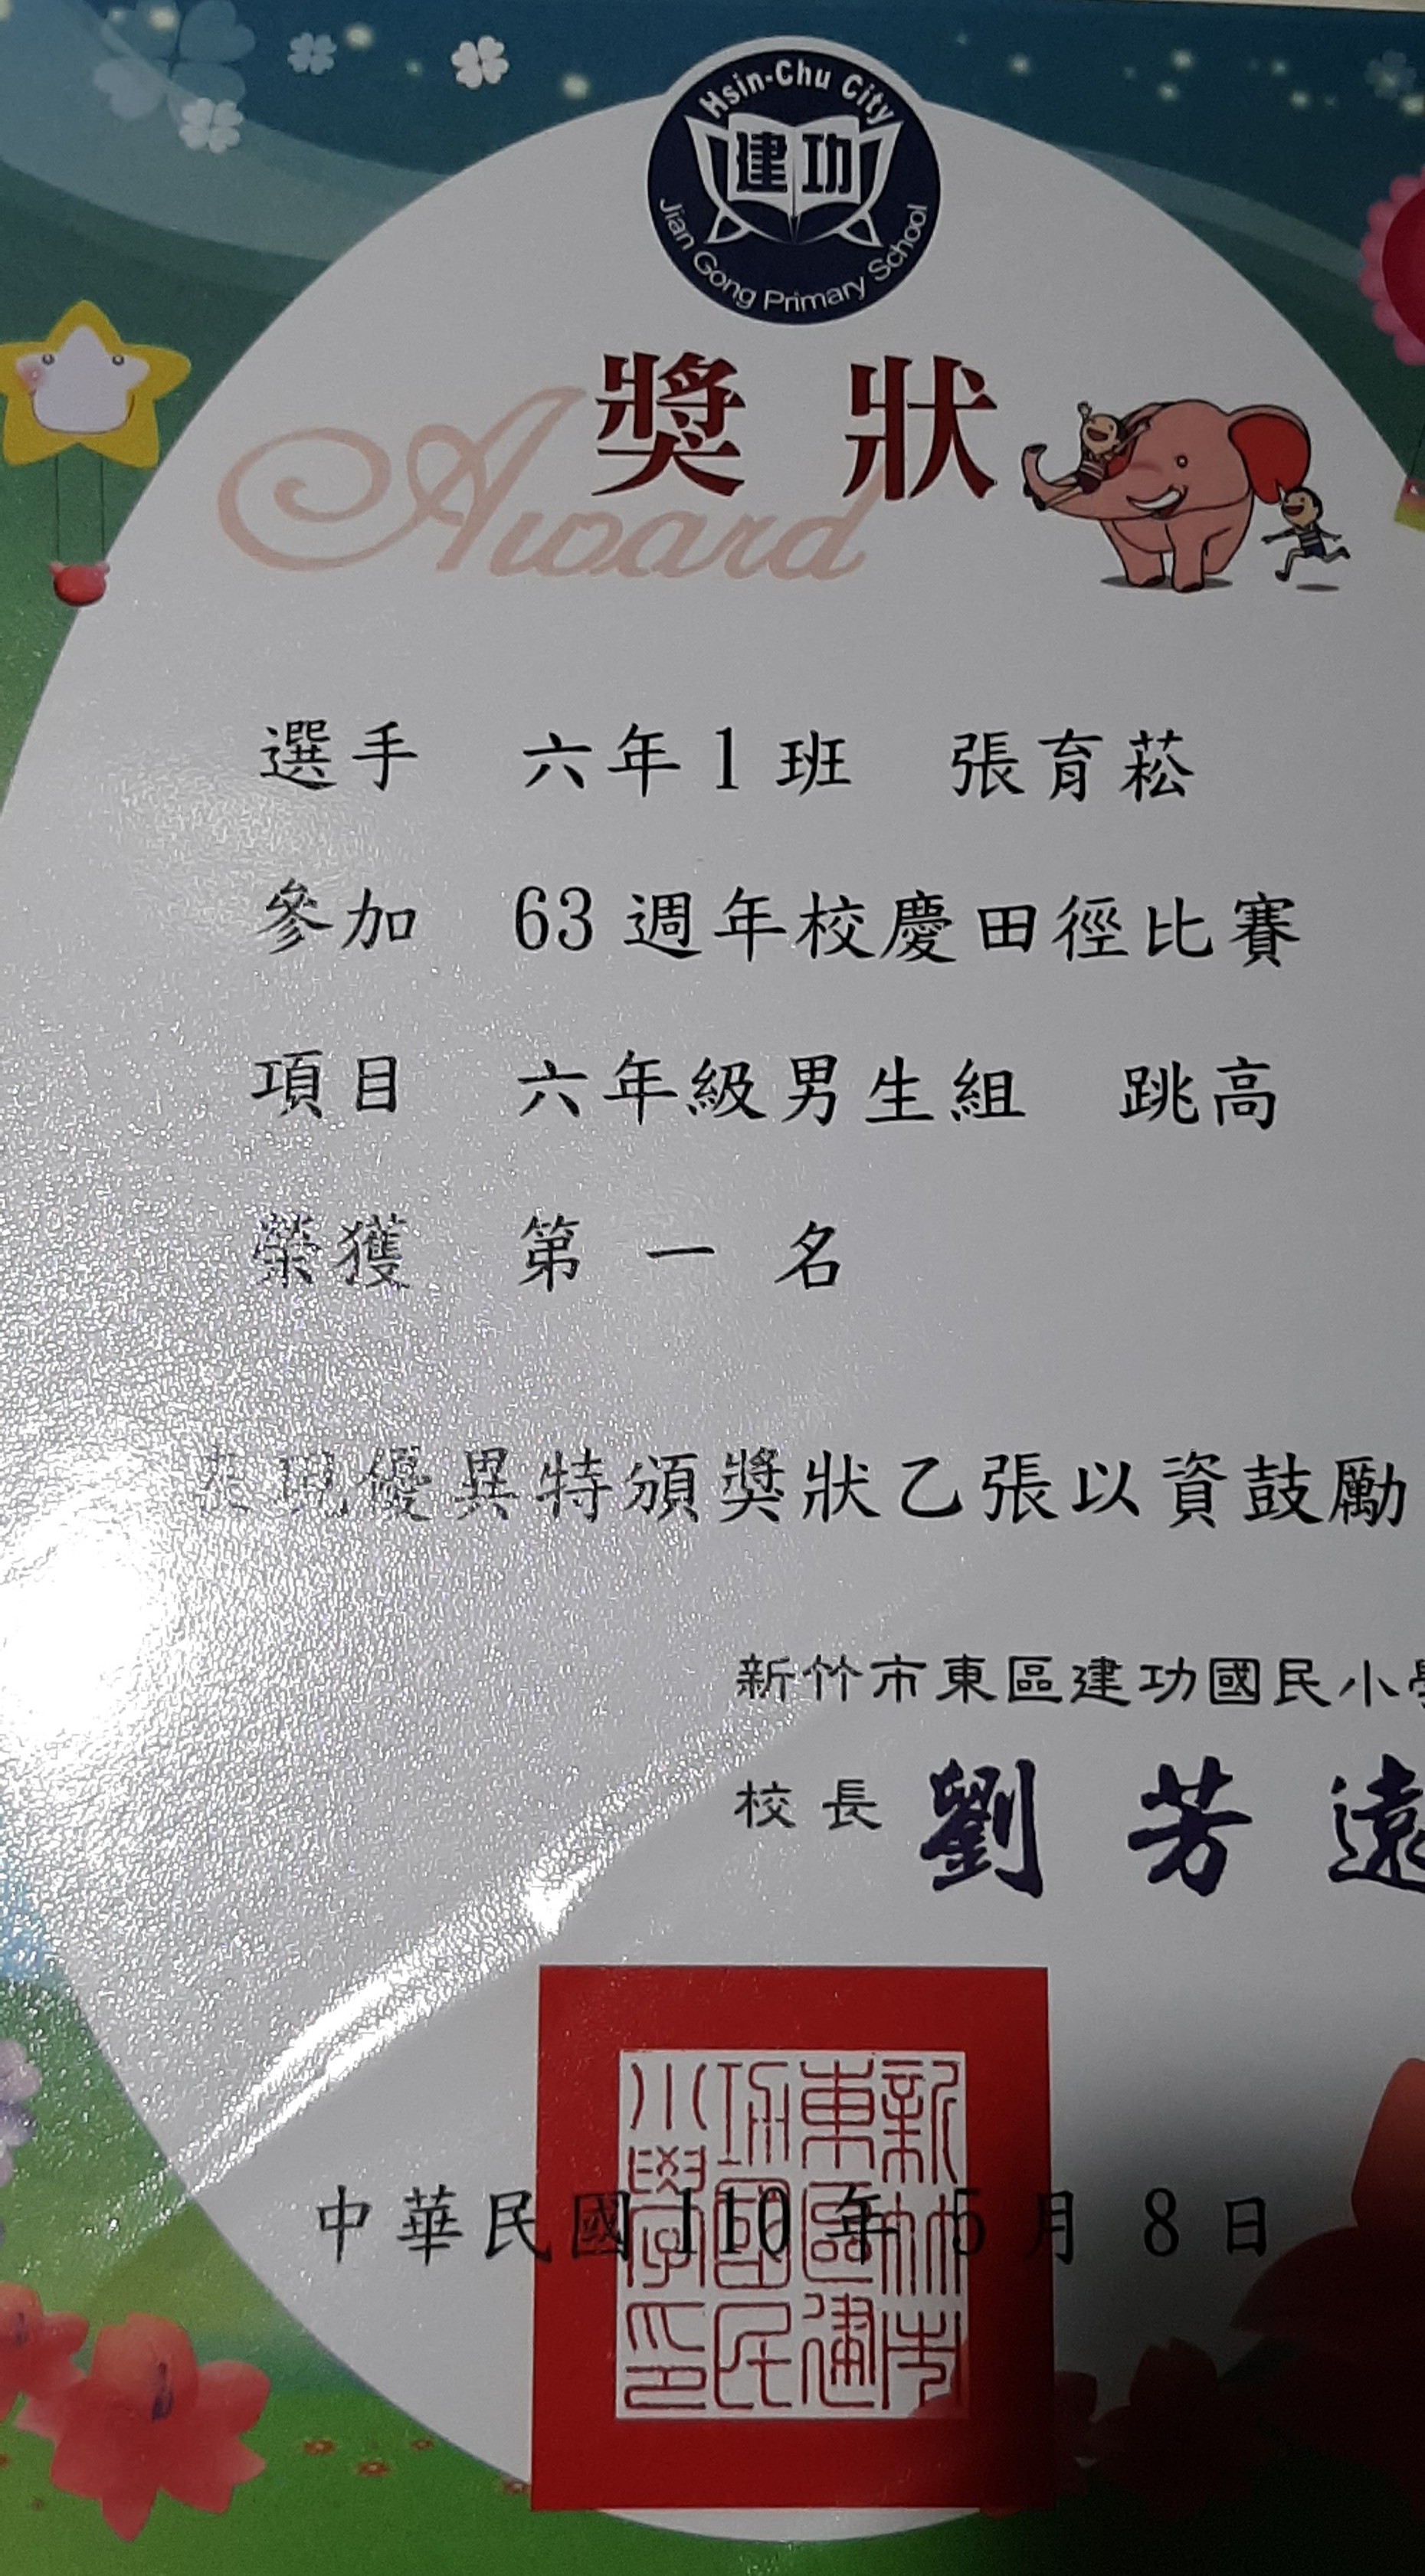 Hsin-Chu City
建功
Jian Gong Primary School
獎狀
Award
選手 六年1班 張育菘
參加 63週年校慶田徑比賽
項目 六年級男生組 跳高
榮獲 第一名
表現優異特頒獎狀乙張以資鼓勵
新竹市東區建功國民小學
校長 劉芳遠
新竹市
東區建
功國民
小學印
中華民國110年5月8日